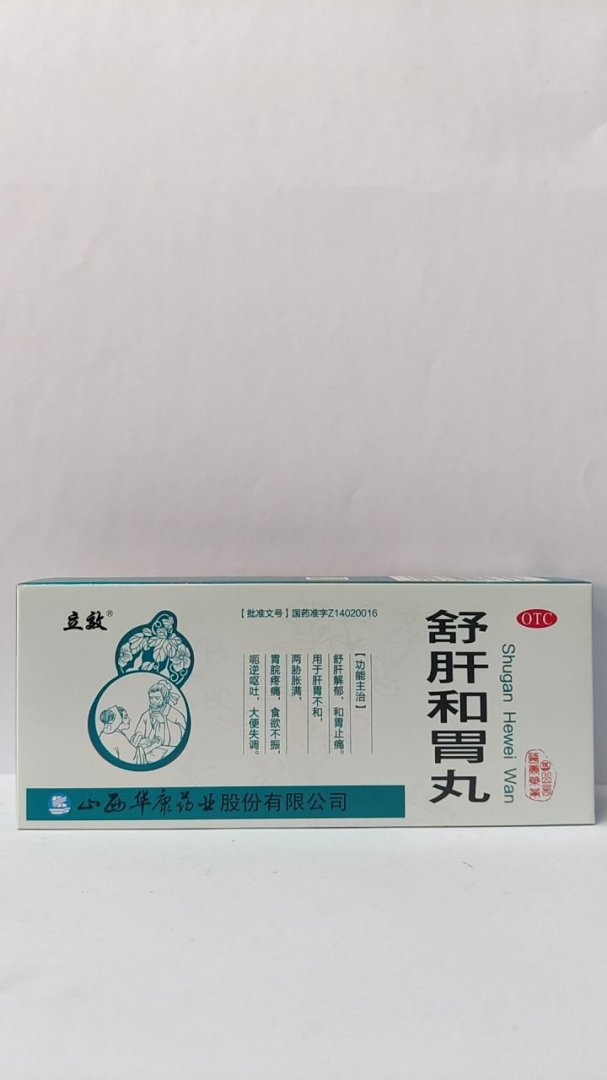 立效®
【批准文号】国药准字Z14020016
【功能主治】
舒肝解郁，和胃止痛。
用于肝胃不和，
两胁胀满，
胃脘疼痛，食欲不振，
呃逆呕吐，大便失调。
舒肝和胃丸
Shugan Hewei Wan
OTC
山西华康药业股份有限公司